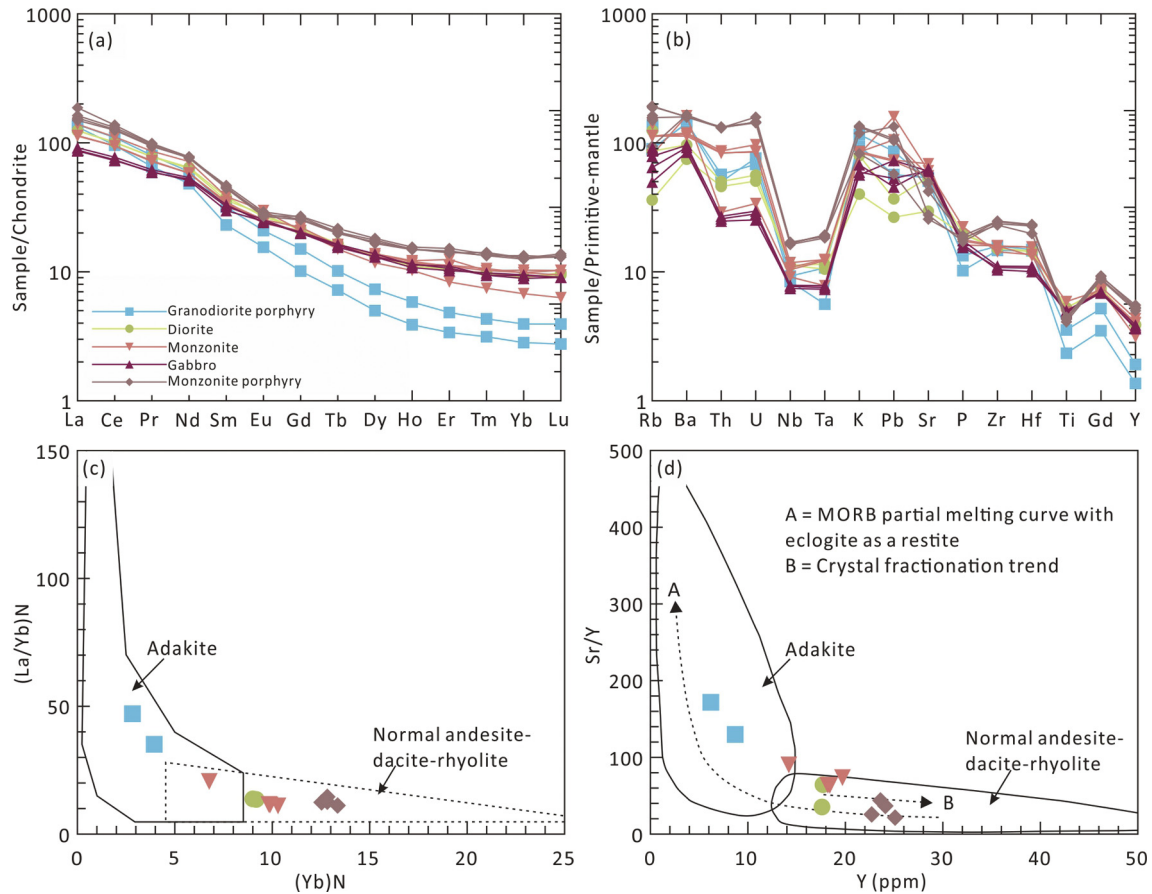 1000
(a)
100
10
1
Sample/Chondrite
Granodiorite porphyry
Diorite
Monzonite
Gabbro
Monzonite porphyry
La Ce Pr Nd Sm Eu Gd Tb Dy Ho Er Tm Yb Lu
1000
(b)
100
10
1
Sample/Primitive-mantle
Rb Ba Th U Nb Ta K Pb Sr P Zr Hf Ti Gd Y
150
(c)
100
50
0
(La/Yb)N
Adakite
Normal andesite-
dacite-rhyolite
0 5 10 15 20 25
(Yb)N
500
(d)
400
300
200
100
0
Sr/Y
A = MORB partial melting curve with
eclogite as a restite
B = Crystal fractionation trend
A
Adakite
Normal andesite-
dacite-rhyolite
B
0 10 20 30 40 50
Y (ppm)